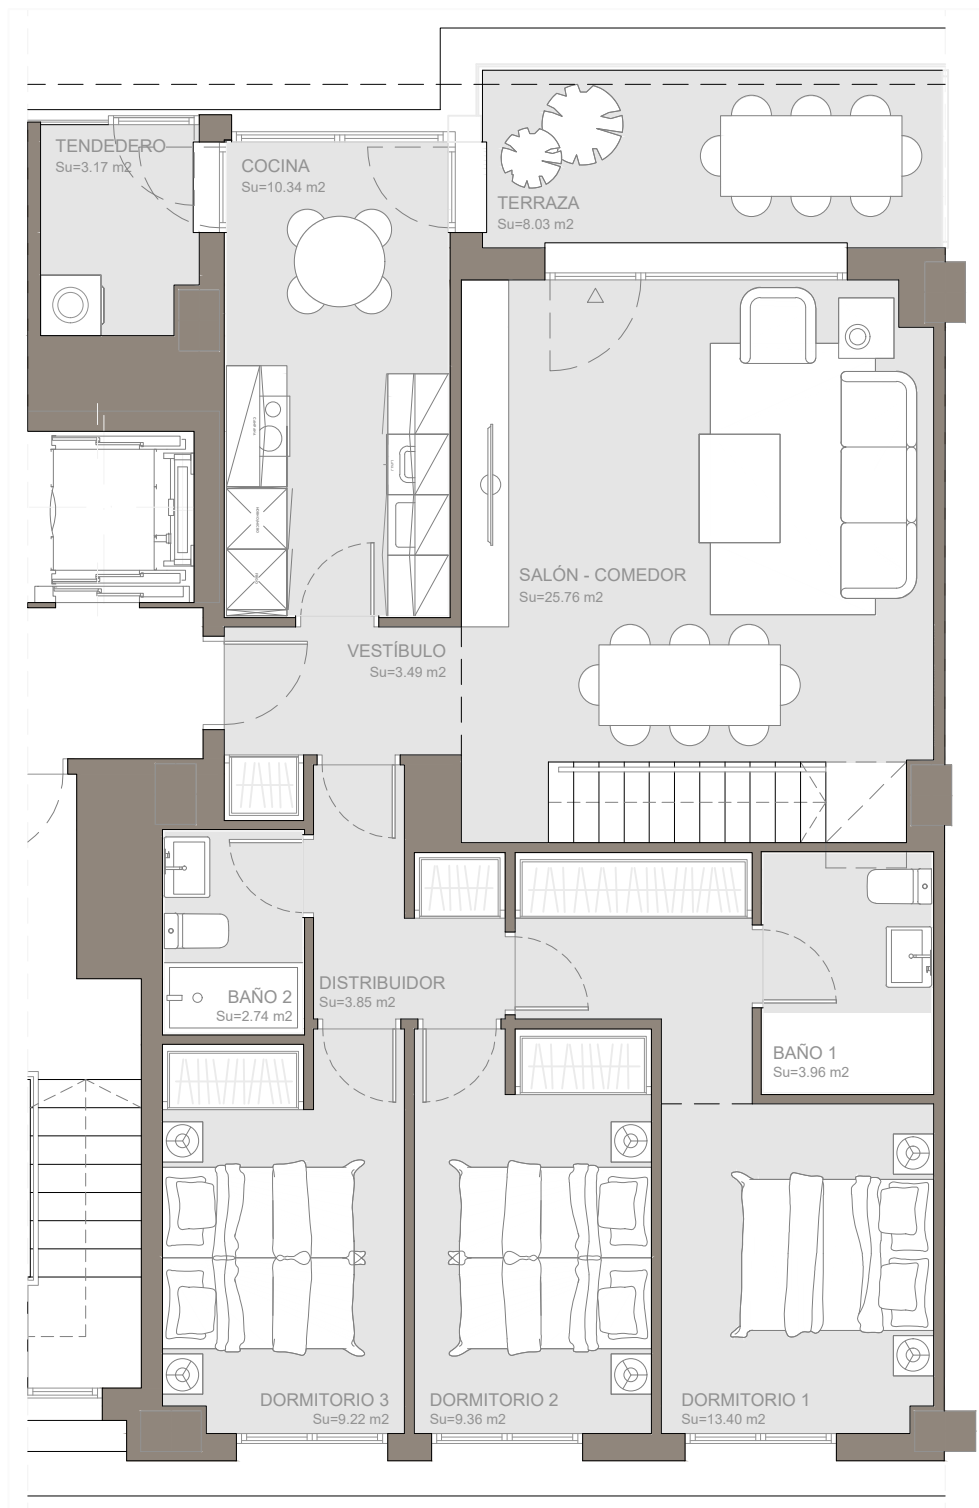 TENDEDERO
Su=3.17 m2
COCINA
Su=10.34 m2
TERRAZA
Su=8.03 m2
SALÓN - COMEDOR
Su=25.76 m2
VESTÍBULO
Su=3.49 m2
DISTRIBUIDOR
Su=3.85 m2
BAÑO 2
Su=2.74 m2
BAÑO 1
Su=3.96 m2
DORMITORIO 3
Su=9.22 m2
DORMITORIO 2
Su=9.36 m2
DORMITORIO 1
Su=13.40 m2